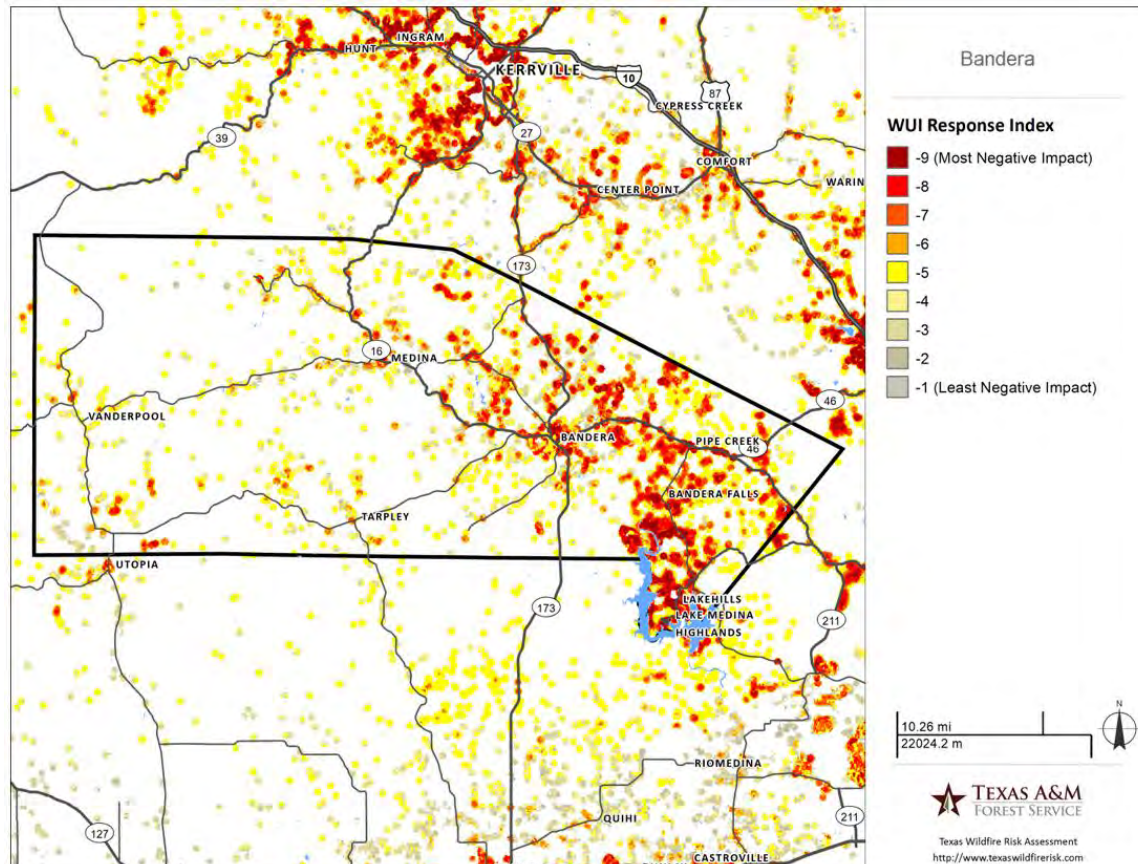 INGRAM
HUNT
KERRVILLE
10
87
CYPRESS CREEK
39
27
COMFORT
CENTER POINT
WARIN
173
16
MEDINA
46
VANDERPOOL
BANDERA
PIPE CREEK
46
BANDERA FALLS
TARPLEY
UTOPIA
173
LAKEHILLS
LAKE MEDINA
HIGHLANDS
211
RIOMEDINA
127
QUIHI
211
CASTROVILLE
Bandera
WUI Response Index
-9 (Most Negative Impact)
-8
-7
-6
-5
-4
-3
-2
-1 (Least Negative Impact)
10.26 mi
22024.2 m
N
TEXAS A&M
FOREST SERVICE
Texas Wildfire Risk Assessment
http://www.texaswildfirerisk.com